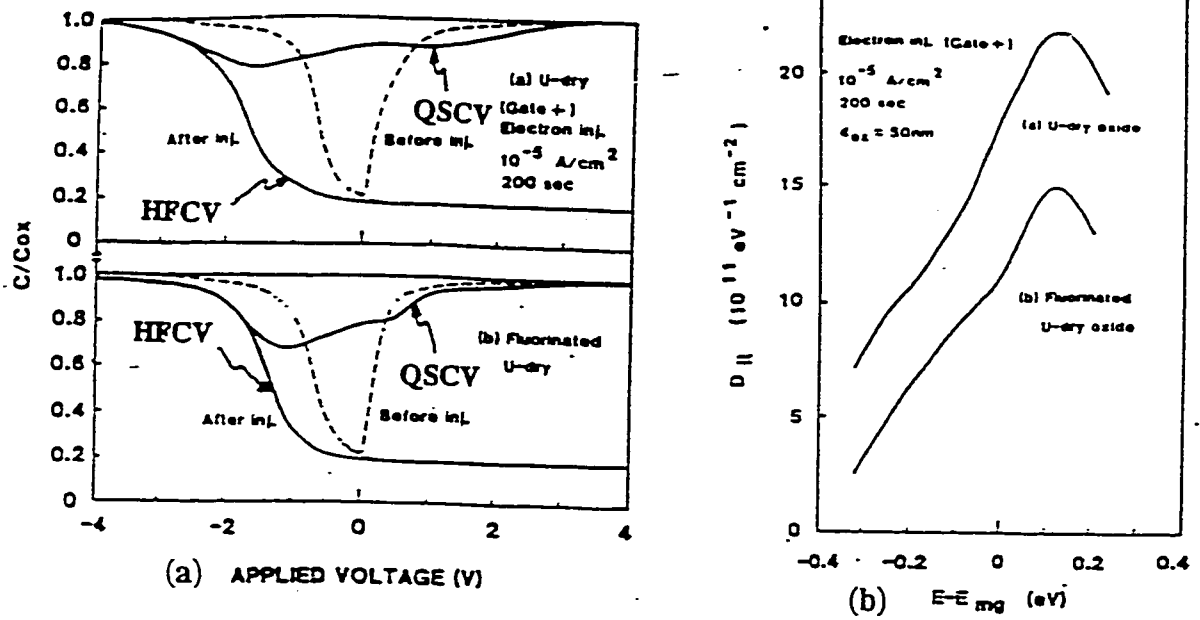 1.0
0.8
0.6
0.4
0.2
0
1.0
0.8
0.6
0.4
0.2
0
C/Cox
(a) U-dry
(Gate +)
Electron inj.
10⁻⁵ A/cm²
200 sec
QSCV
After inj.
Before inj.
HFCV
HFCV
(b) Fluorinated
U-dry
QSCV
After inj.
Before inj.
-4
-2
0
2
4
(a) APPLIED VOLTAGE (V)
Electron inj. (Gate +)
10⁻⁵ A/cm²
200 sec
dox = 50nm
(a) U-dry oxide
(b) Fluorinated
U-dry oxide
20
15
10
5
0
D_it (10¹¹ eV⁻¹ cm⁻²)
-0.4
-0.2
0
0.2
0.4
(b) E-E_mg (eV)